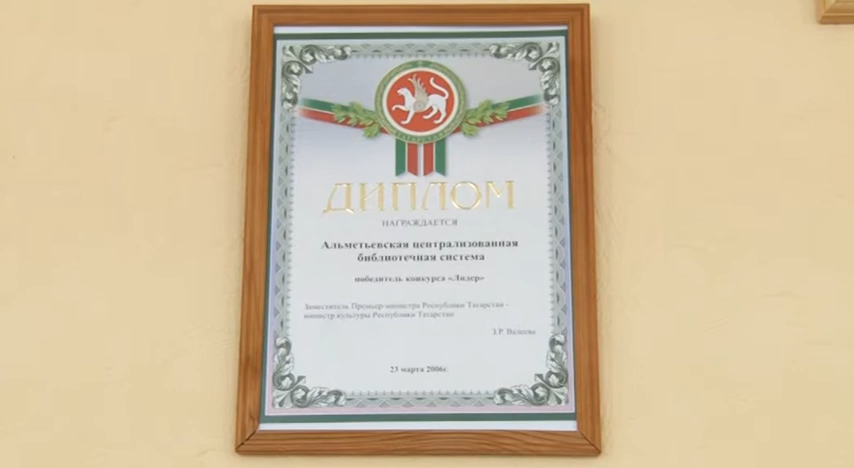 ТАТАРСТАН
ДИПЛОМ
НАГРАЖДАЕТСЯ
Альметьевская централизованная
библиотечная система
победитель конкурса «Лидер»
Заместитель Премьер-министра Республики Татарстан -
министр культуры Республики Татарстан
З.Р. Валеева
23 марта 2006г.